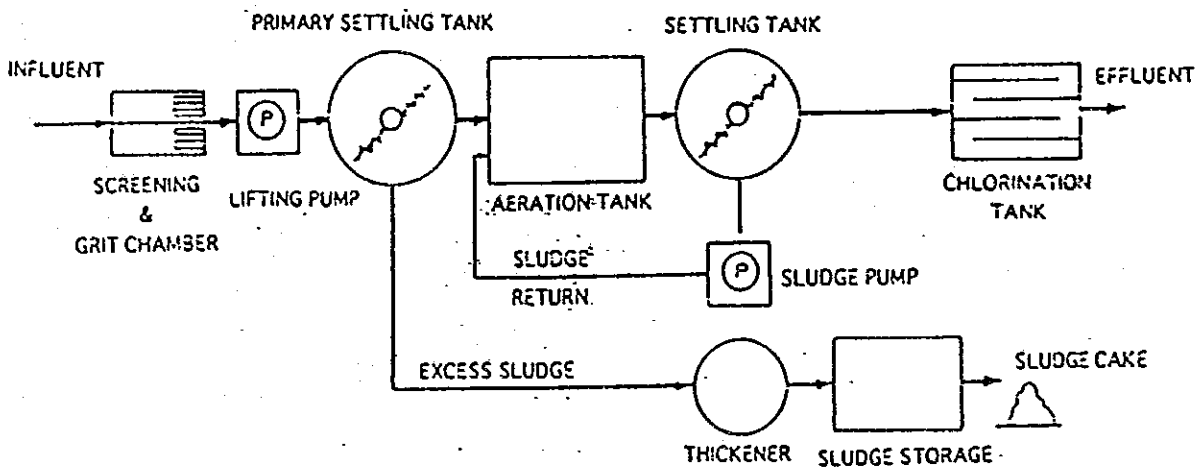 PRIMARY SETTLING TANK
SETTLING TANK
INFLUENT
EFFLUENT
P
SCREENING
&
GRIT CHAMBER
LIFTING PUMP
AERATION TANK
CHLORINATION
TANK
SLUDGE
RETURN
P
SLUDGE PUMP
EXCESS SLUDGE
SLUDGE CAKE
THICKENER
SLUDGE STORAGE